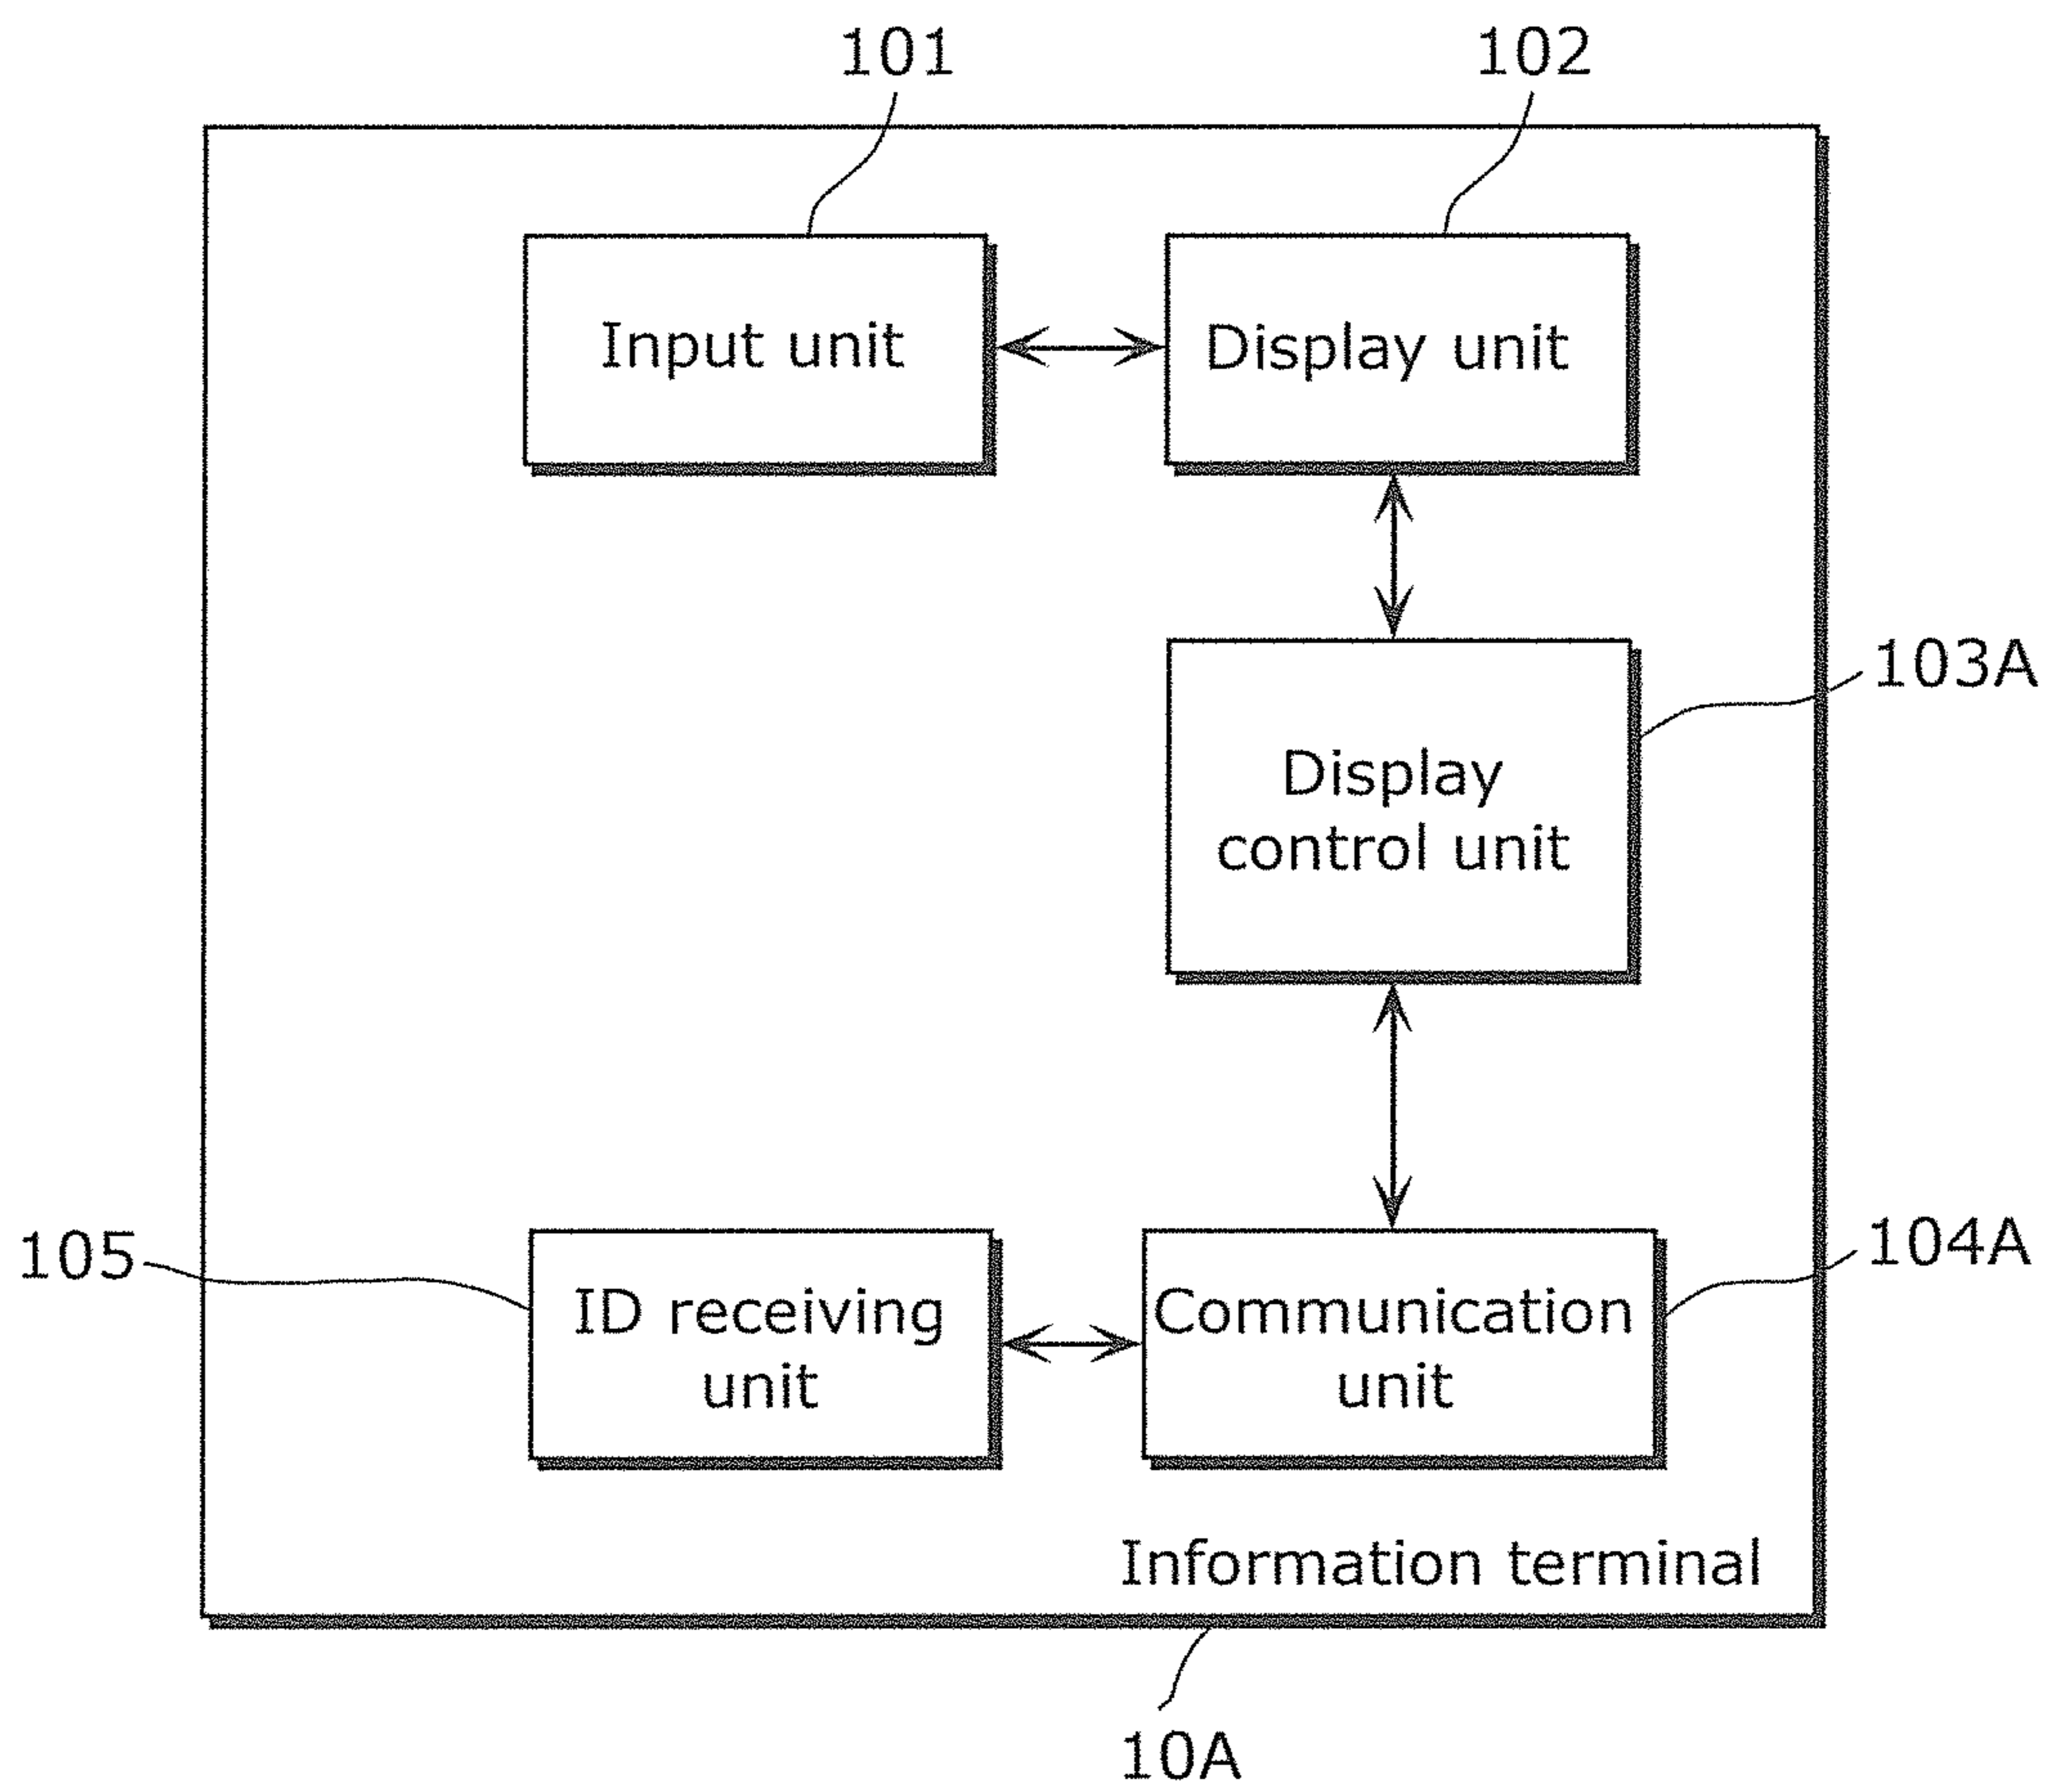 101
102
Input unit
Display unit
103A
Display
control unit
105
104A
ID receiving
unit
Communication
unit
Information terminal
10A